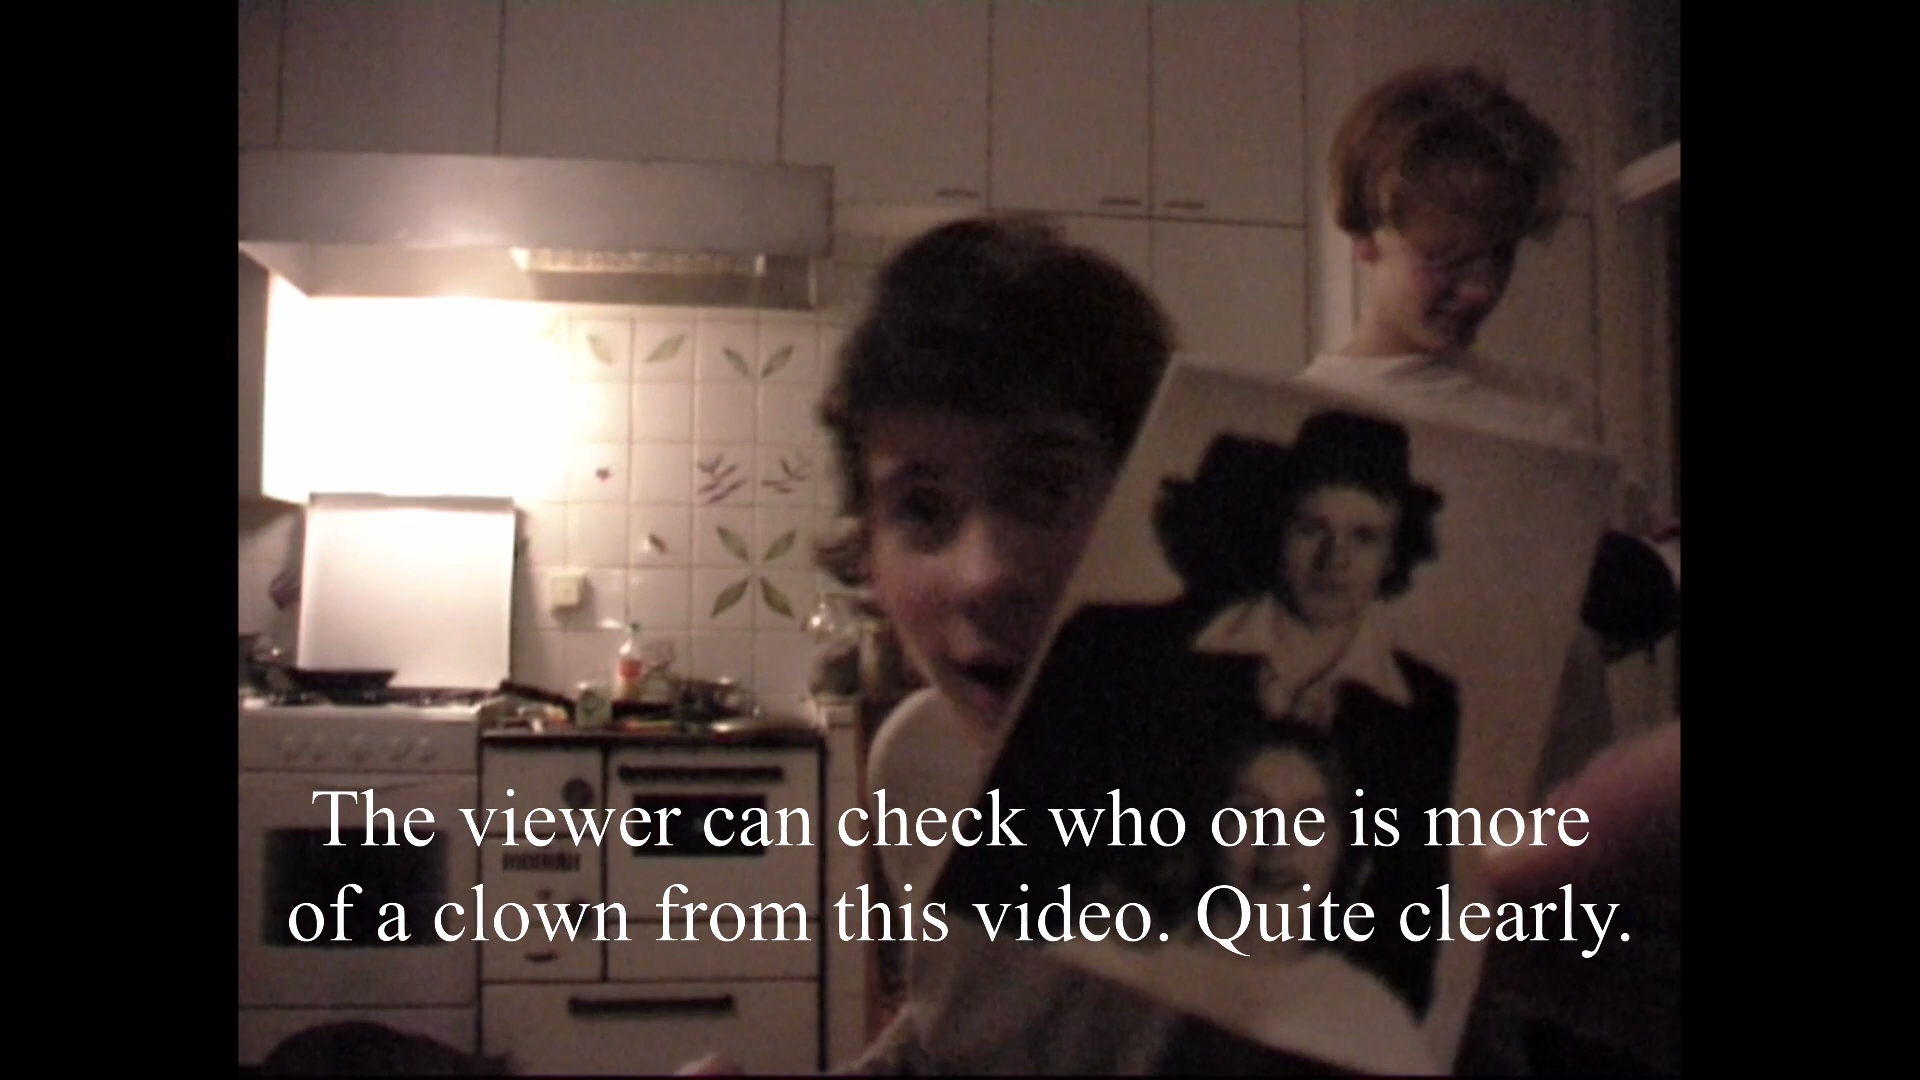 The viewer can check who one is more
of a clown from this video. Quite clearly.